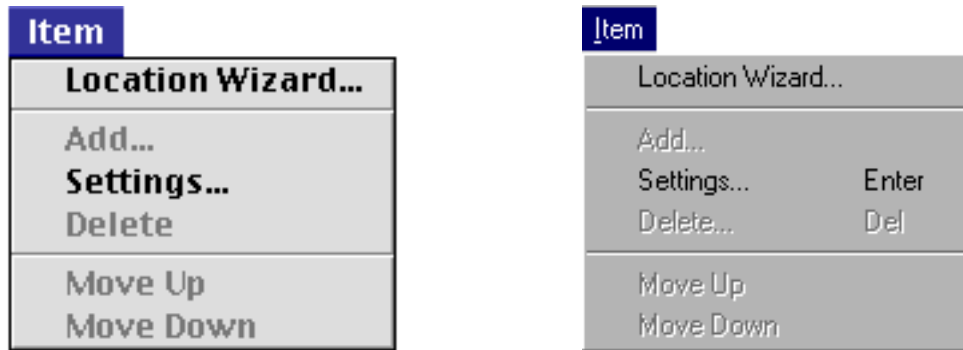 Item
Location Wizard...
Add...
Settings...
Delete
Move Up
Move Down
Item
Location Wizard...
Add...
Settings... Enter
Delete... Del
Move Up
Move Down